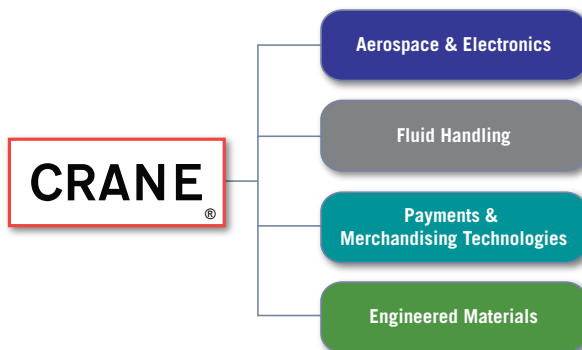 CRANE®
Aerospace & Electronics
Fluid Handling
Payments &
Merchandising Technologies
Engineered Materials